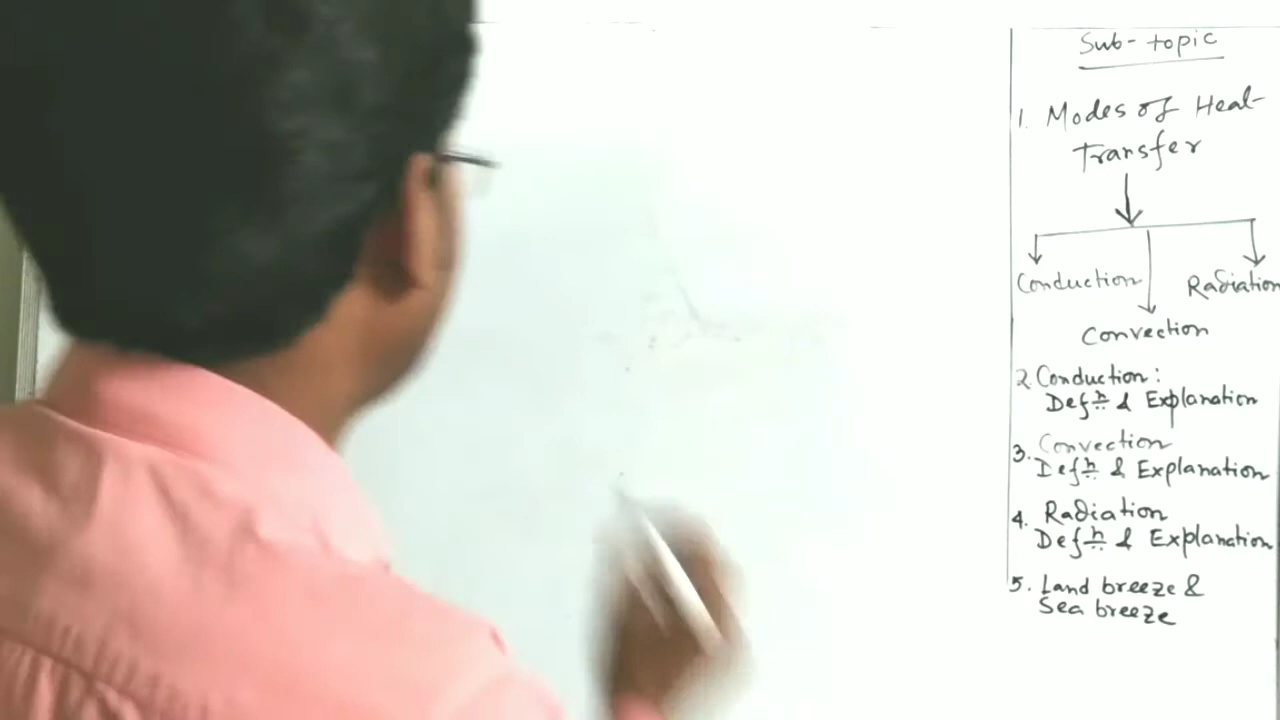 Sub-topic
1. Modes of Heat
Transfer
Conduction
Radiation
Convection
2. Conduction:
Defn & Explanation
3. Convection
Defn & Explanation
4. Radiation
Defn & Explanation
5. Land breeze &
Sea breeze